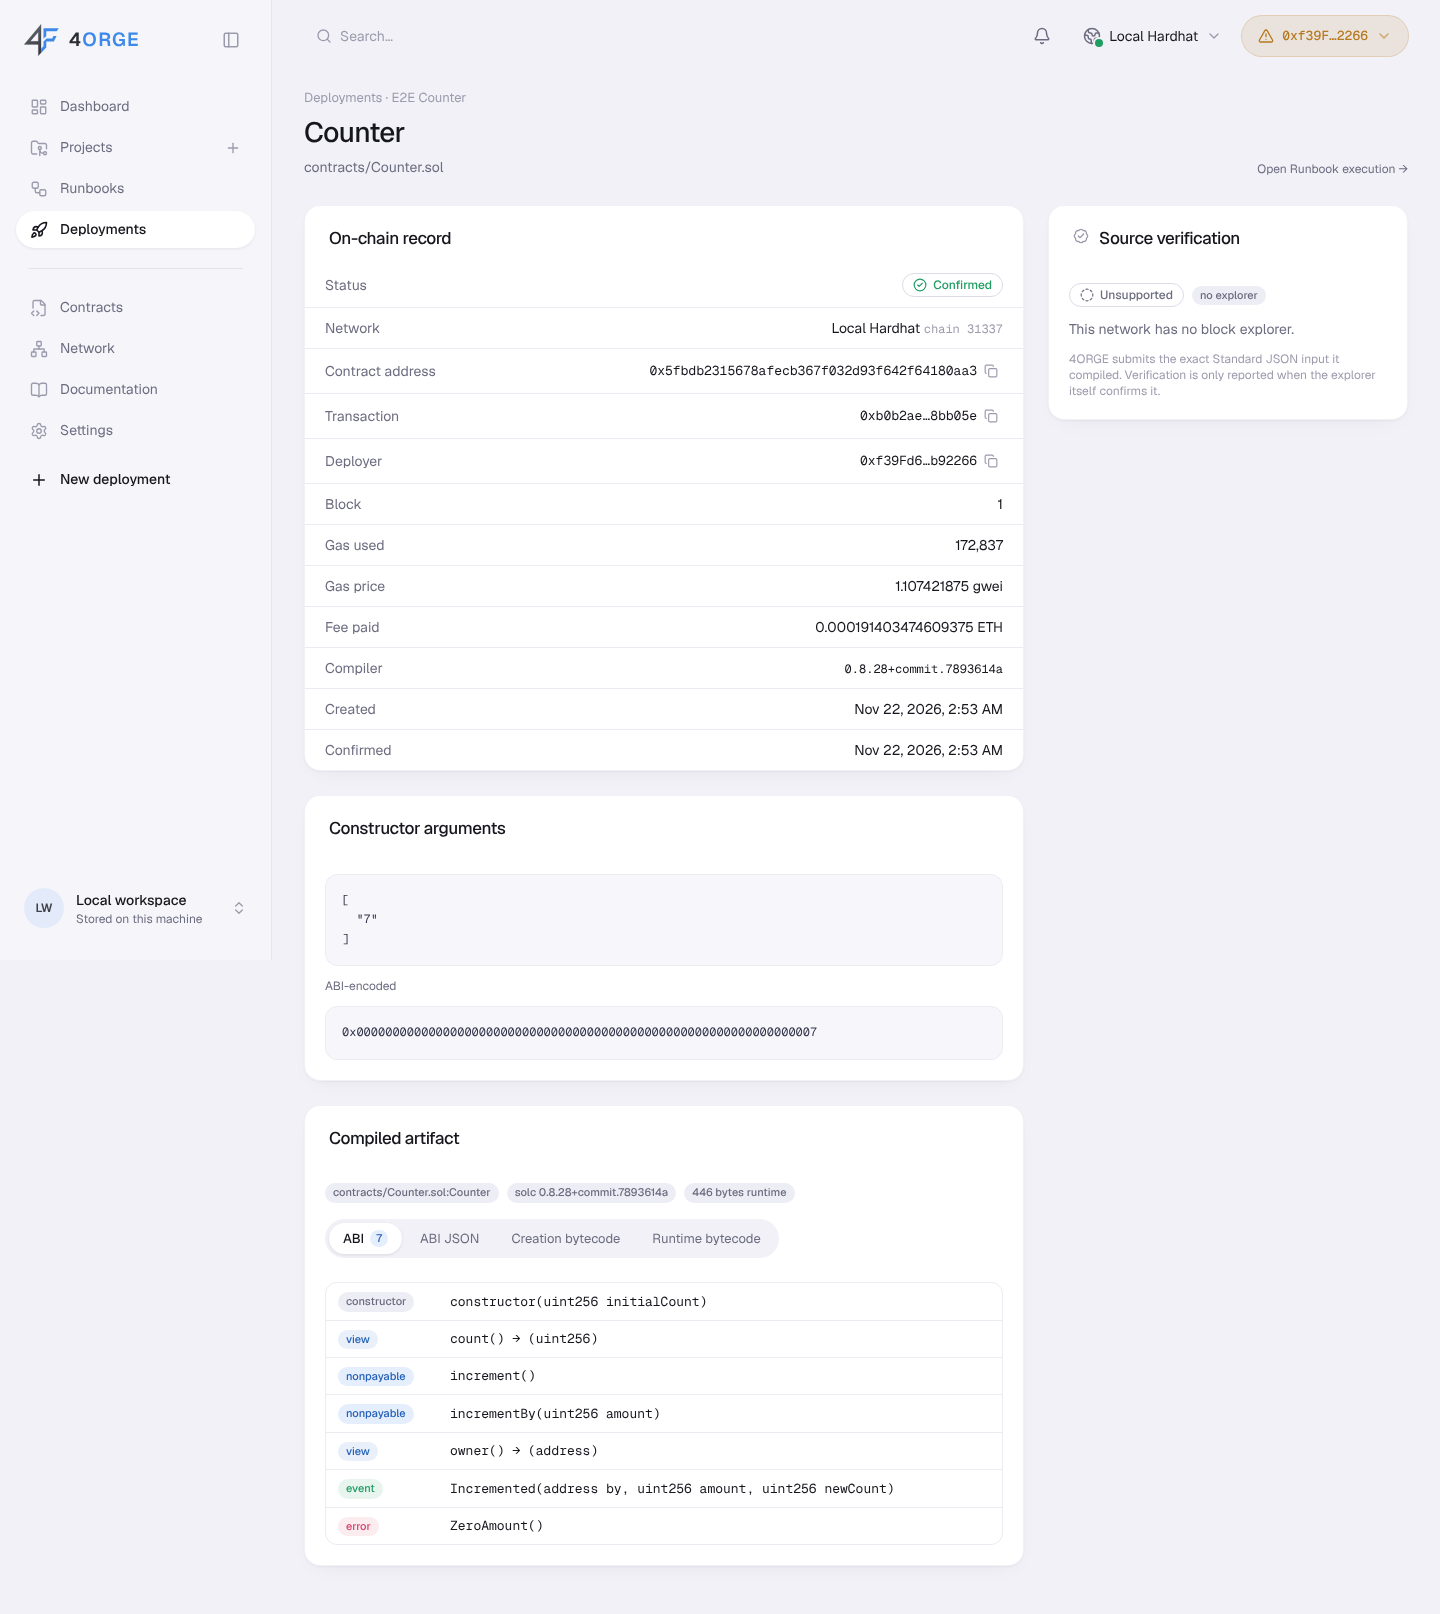 4ORGE
Search...
Local Hardhat
0xf39F…2266
Dashboard
Projects
Runbooks
Deployments
Contracts
Network
Documentation
Settings
New deployment
LW
Local workspace
Stored on this machine
Deployments · E2E Counter
Counter
contracts/Counter.sol
Open Runbook execution →
On-chain record
Status Confirmed
Network Local Hardhat chain 31337
Contract address 0x5fbdb2315678afecb367f032d93f642f64180aa3
Transaction 0xb0b2ae…8bb05e
Deployer 0xf39Fd6…b92266
Block 1
Gas used 172,837
Gas price 1.107421875 gwei
Fee paid 0.000191403474609375 ETH
Compiler 0.8.28+commit.7893614a
Created Nov 22, 2026, 2:53 AM
Confirmed Nov 22, 2026, 2:53 AM
Source verification
Unsupported no explorer
This network has no block explorer.
4ORGE submits the exact Standard JSON input it
compiled. Verification is only reported when the explorer
itself confirms it.
Constructor arguments
[
"7"
]
ABI-encoded
0x0000000000000000000000000000000000000000000000000000000000000007
Compiled artifact
contracts/Counter.sol:Counter solc 0.8.28+commit.7893614a 446 bytes runtime
ABI 7 ABI JSON Creation bytecode Runtime bytecode
constructor constructor(uint256 initialCount)
view count() → (uint256)
nonpayable increment()
nonpayable incrementBy(uint256 amount)
view owner() → (address)
event Incremented(address by, uint256 amount, uint256 newCount)
error ZeroAmount()